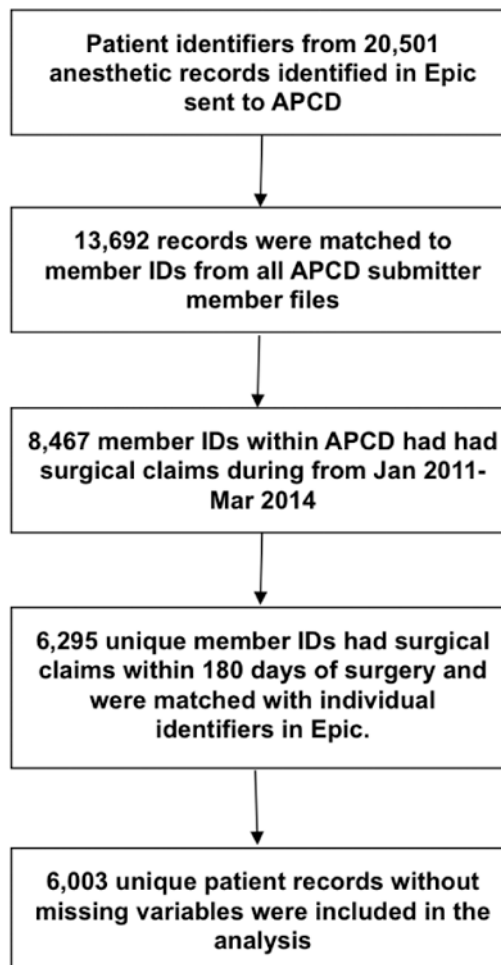 Patient identifiers from 20,501
anesthetic records identified in Epic
sent to APCD
13,692 records were matched to
member IDs from all APCD submitter
member files
8,467 member IDs within APCD had had
surgical claims during from Jan 2011-
Mar 2014
6,295 unique member IDs had surgical
claims within 180 days of surgery and
were matched with individual
identifiers in Epic.
6,003 unique patient records without
missing variables were included in the
analysis